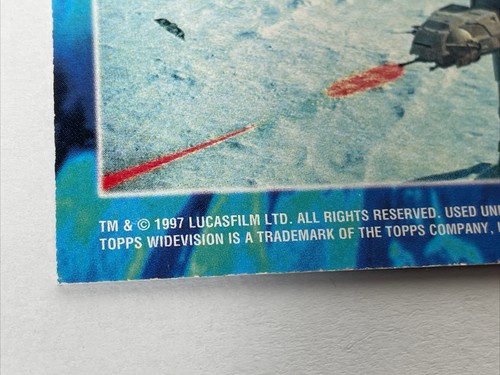 TM & © 1997 LUCASFILM LTD. ALL RIGHTS RESERVED. USED
TOPPS WIDEVISION IS A TRADEMARK OF THE TOPPS COMPANY,